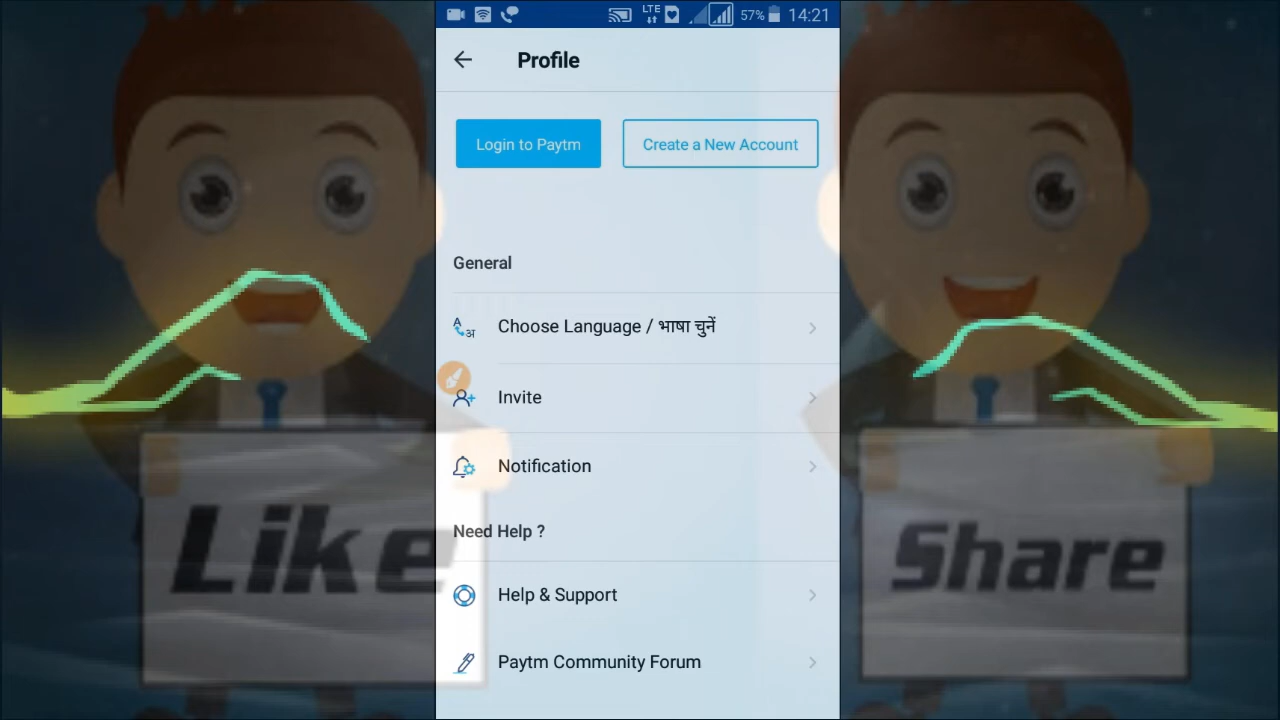 LTE
57%
14:21
Profile
Login to Paytm
Create a New Account
General
Choose Language / भाषा चुनें
Invite
Notification
Need Help ?
Help & Support
Paytm Community Forum
Like
Share